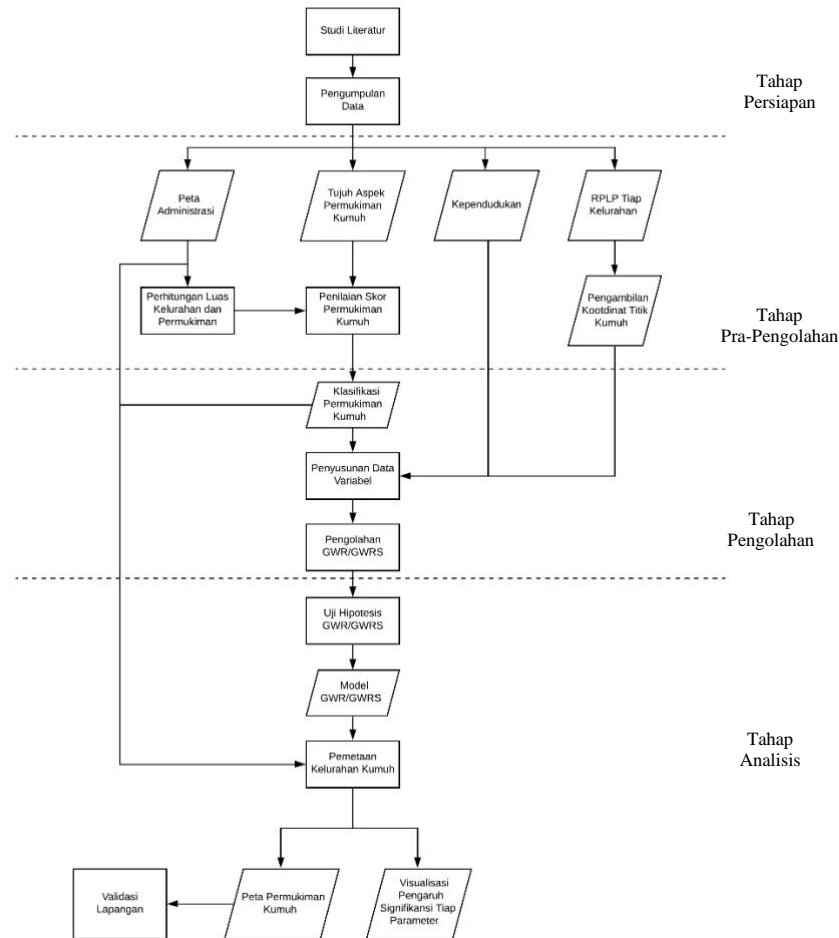 Studi Literatur
Pengumpulan
Data
Tahap
Persiapan
Peta
Administrasi
Tujuh Aspek
Permukiman
Kumuh
Kependudukan
RPLP Tiap
Kelurahan
Perhitungan Luas
Kelurahan dan
Permukiman
Penilaian Skor
Permukiman
Kumuh
Pengambilan
Kootdinat Titik
Kumuh
Tahap
Pra-Pengolahan
Klasifikasi
Permukiman
Kumuh
Penyusunan Data
Variabel
Pengolahan
GWR/GWRS
Tahap
Pengolahan
Uji Hipotesis
GWR/GWRS
Model
GWR/GWRS
Pemetaan
Kelurahan Kumuh
Tahap
Analisis
Validasi
Lapangan
Peta Permukiman
Kumuh
Visualisasi
Pengaruh
Signifikansi Tiap
Parameter